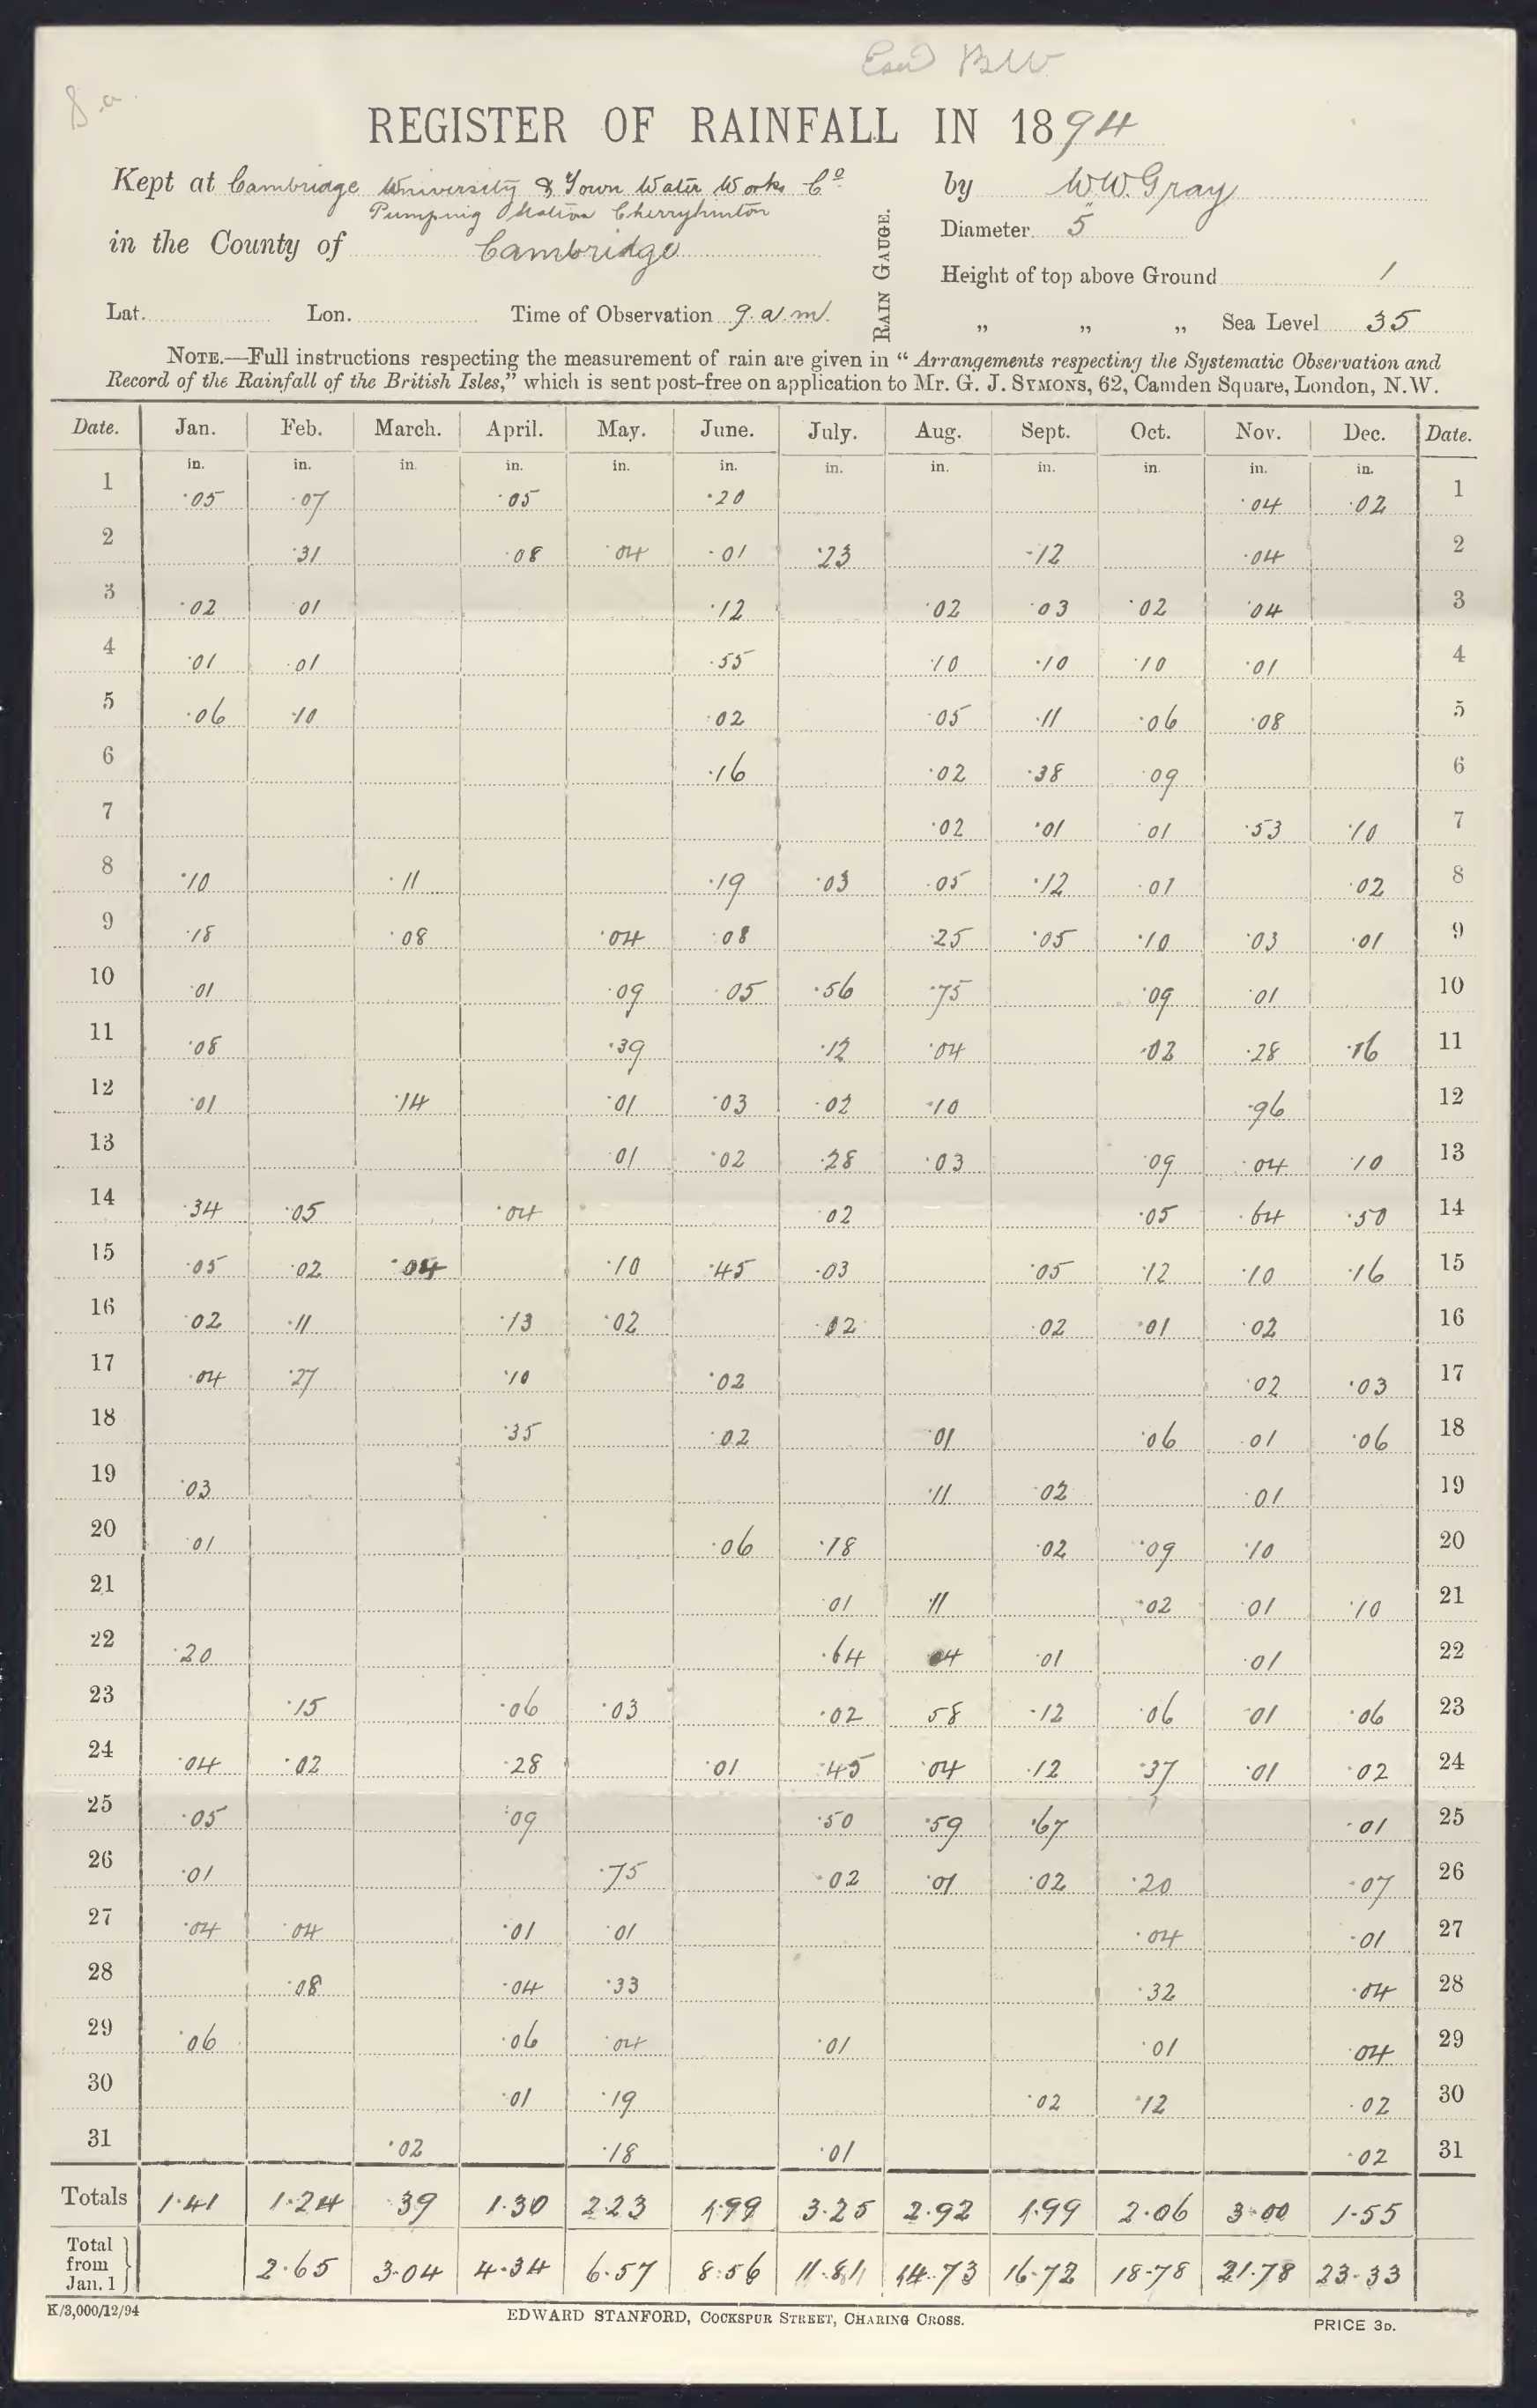 8.a.
REGISTER OF RAINFALL IN 1894
Kept at Cambridge University & Town Water Works Co by W.W.Gray
Pumping Station Cherryhinton
in the County of Cambridge
RAIN GAUGE.
Diameter 5"
Height of top above Ground 1
Lat. Lon. Time of Observation 9.a.m. „ „ „ Sea Level 35
NOTE.—Full instructions respecting the measurement of rain are given in “Arrangements respecting the Systematic Observation and
Record of the Rainfall of the British Isles,” which is sent post-free on application to Mr. G. J. SYMONS, 62, Camden Square, London, N.W.
Date. Jan. Feb. March. April. May. June. July. Aug. Sept. Oct. Nov. Dec. Date.
in. in. in. in. in. in. in. in. in. in. in. in.
1 ·05 ·07 ·05 ·20 ·04 ·02 1
2 ·31 ·08 ·04 ·01 ·23 ·12 ·04 2
3 ·02 01 ·12 ·02 ·03 ·02 ·04 3
4 ·01 ·01 ·55 ·10 ·10 ·10 ·01 4
5 ·06 ·10 ·02 ·05 ·11 ·06 ·08 5
6 ·16 ·02 ·38 ·09 6
7 ·02 ·01 ·01 ·53 ·10 7
8 ·10 ·11 ·19 ·03 ·05 ·12 ·01 ·02 8
9 ·18 ·08 ·04 ·08 ·25 ·05 ·10 ·03 ·01 9
10 ·01 ·09 ·05 ·56 ·75 ·09 ·01 10
11 ·08 ·39 ·12 ·04 ·02 ·28 ·16 11
12 ·01 ·14 ·01 ·03 ·02 ·10 ·96 12
13 ·01 ·02 ·28 ·03 ·09 ·04 ·10 13
14 ·34 ·05 ·04 ·02 ·05 ·64 ·50 14
15 ·05 ·02 ·04 ·10 ·45 ·03 ·05 ·12 ·10 ·16 15
16 ·02 ·11 ·13 ·02 ·02 ·02 ·01 ·02 16
17 ·04 ·27 ·10 ·02 ·02 ·03 17
18 ·35 ·02 ·01 ·06 ·01 ·06 18
19 ·03 ·11 ·02 ·01 19
20 ·01 ·06 ·18 ·02 ·09 ·10 20
21 ·01 ·11 ·02 ·01 ·10 21
22 ·20 ·64 04 ·01 ·01 22
23 ·15 ·06 ·03 ·02 58 ·12 ·06 ·01 ·06 23
24 ·04 ·02 ·28 ·01 ·45 ·04 ·12 ·37 ·01 ·02 24
25 ·05 ·09 ·50 ·59 ·67 ·01 25
26 ·01 ·75 ·02 ·01 ·02 ·20 ·07 26
27 ·04 ·04 ·01 ·01 ·04 ·01 27
28 ·08 ·04 ·33 ·32 ·04 28
29 ·06 ·06 ·04 ·01 ·01 04 29
30 ·01 ·19 ·02 ·12 ·02 30
31 ·02 ·18 ·01 ·02 31
Totals 1·41 1·24 ·39 1·30 2·23 1·99 3·25 2·92 1·99 2·06 3·00 1·55
Total from Jan. 1 } 2·65 3·04 4·34 6·57 8·56 11·81 14·73 16·72 18·78 21·78 23·33
K/3,000/12/94 EDWARD STANFORD, COCKSPUR STREET, CHARING CROSS. PRICE 3D.